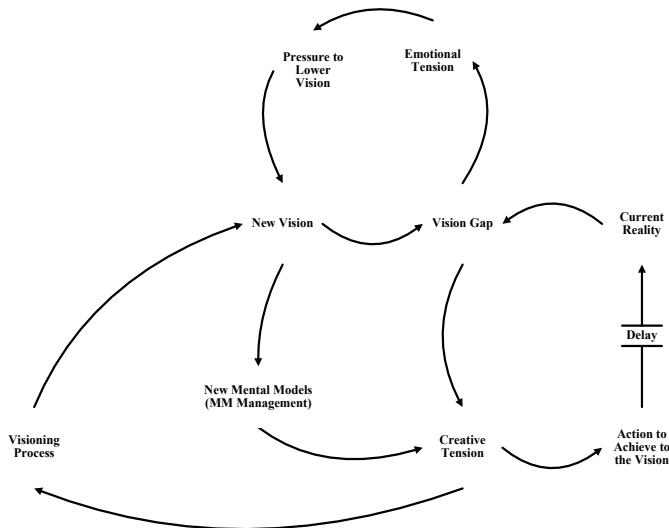 Pressure to
Lower
Vision
Emotional
Tension
New Vision
Vision Gap
Current
Reality
Delay
New Mental Models
(MM Management)
Visioning
Process
Creative
Tension
Action to
Achieve to
the Vision